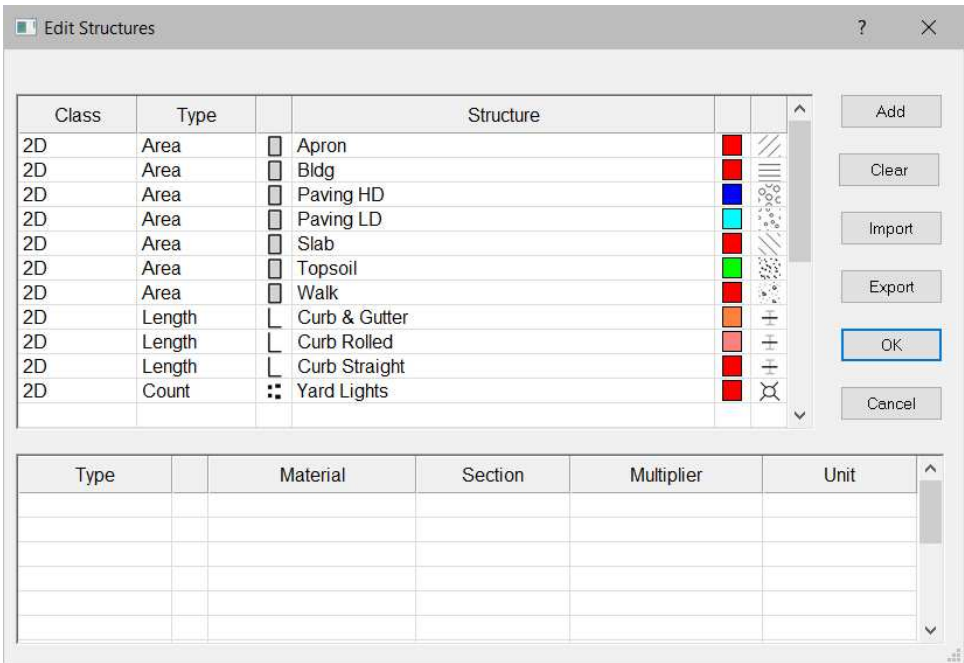 Edit Structures ?
Class Type Structure
2D Area Apron
2D Area Bldg
2D Area Paving HD
2D Area Paving LD
2D Area Slab
2D Area Topsoil
2D Area Walk
2D Length Curb & Gutter
2D Length Curb Rolled
2D Length Curb Straight
2D Count Yard Lights
Add
Clear
Import
Export
OK
Cancel
Type Material Section Multiplier Unit